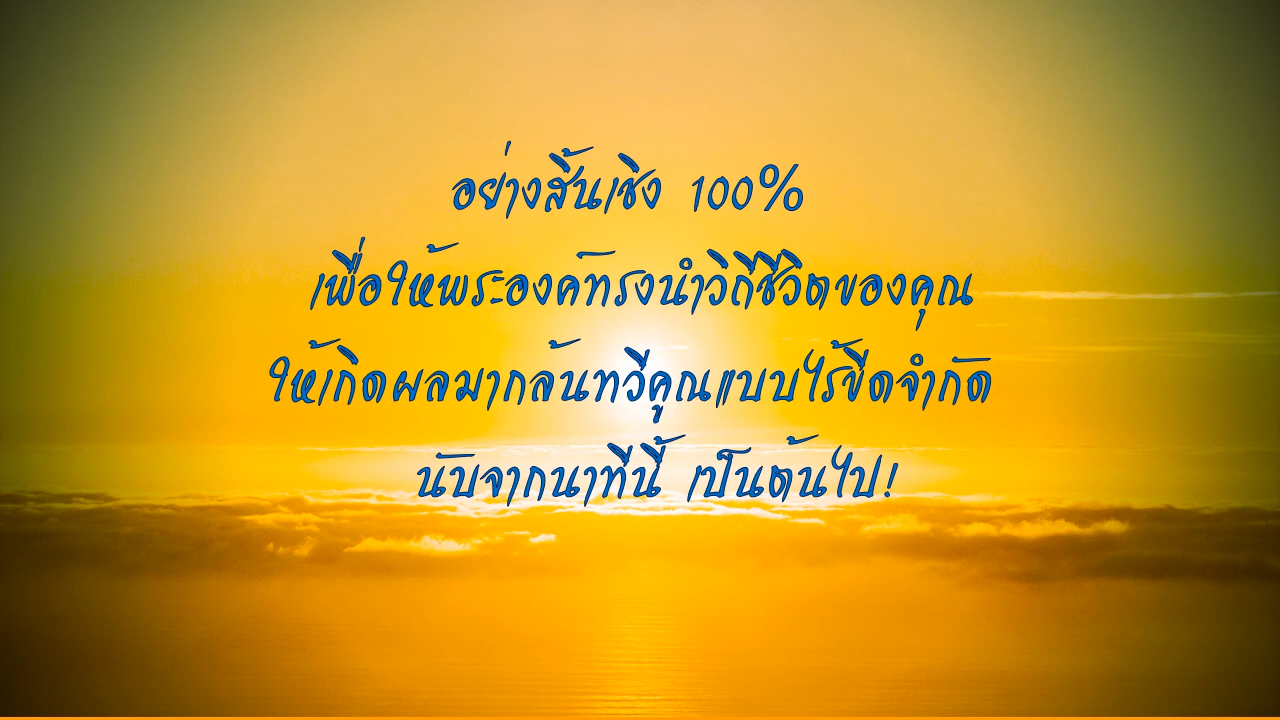 อย่างสิ้นเชิง 100%
เพื่อให้พระองค์ทรงนำวิถีชีวิตของคุณ
ให้เกิดผลมากล้นทวีคูณแบบไร้ขีดจำกัด
นับจากนาทีนี้ เป็นต้นไป!